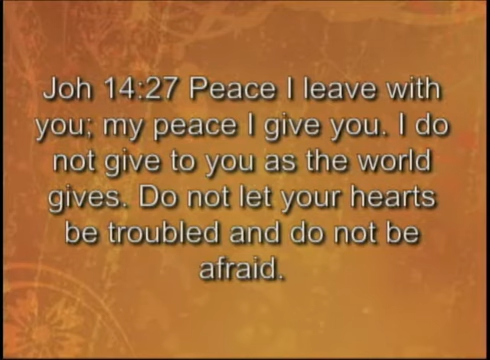 Joh 14:27 Peace I leave with
you; my peace I give you. I do
not give to you as the world
gives. Do not let your hearts
be troubled and do not be
afraid.